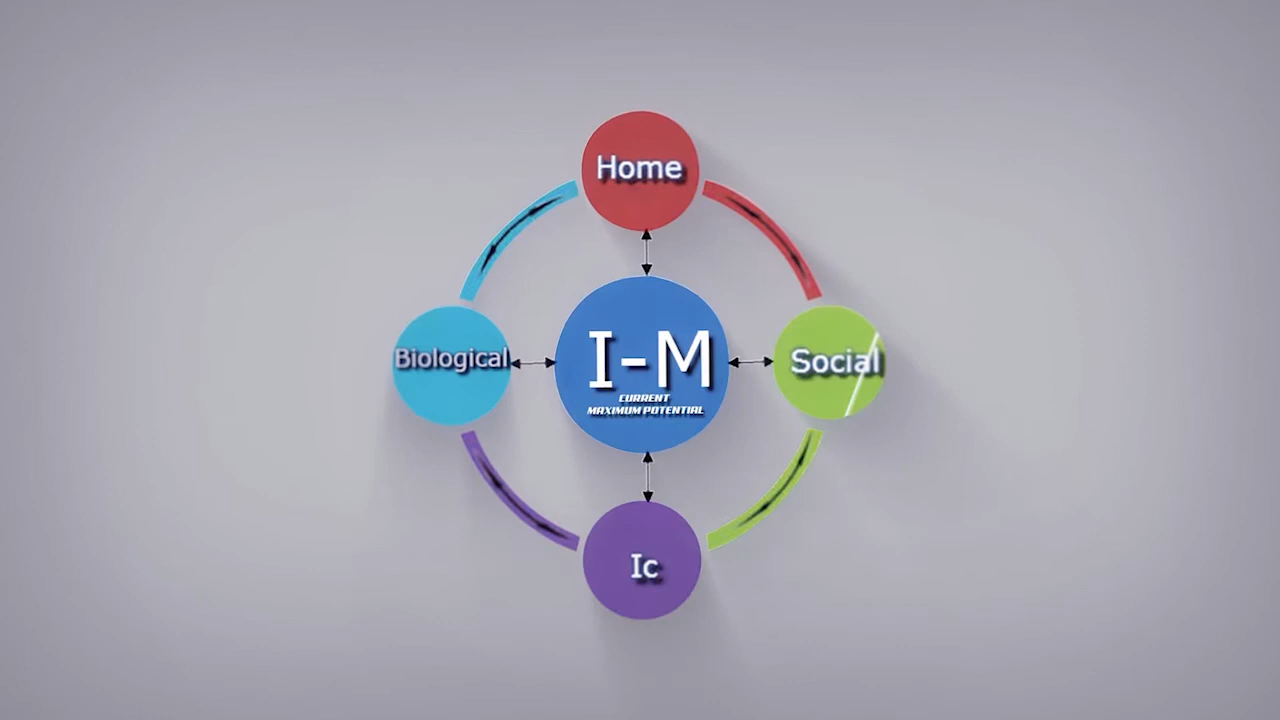 Home
Biological
I-M
CURRENT
MAXIMUM POTENTIAL
Social
Ic